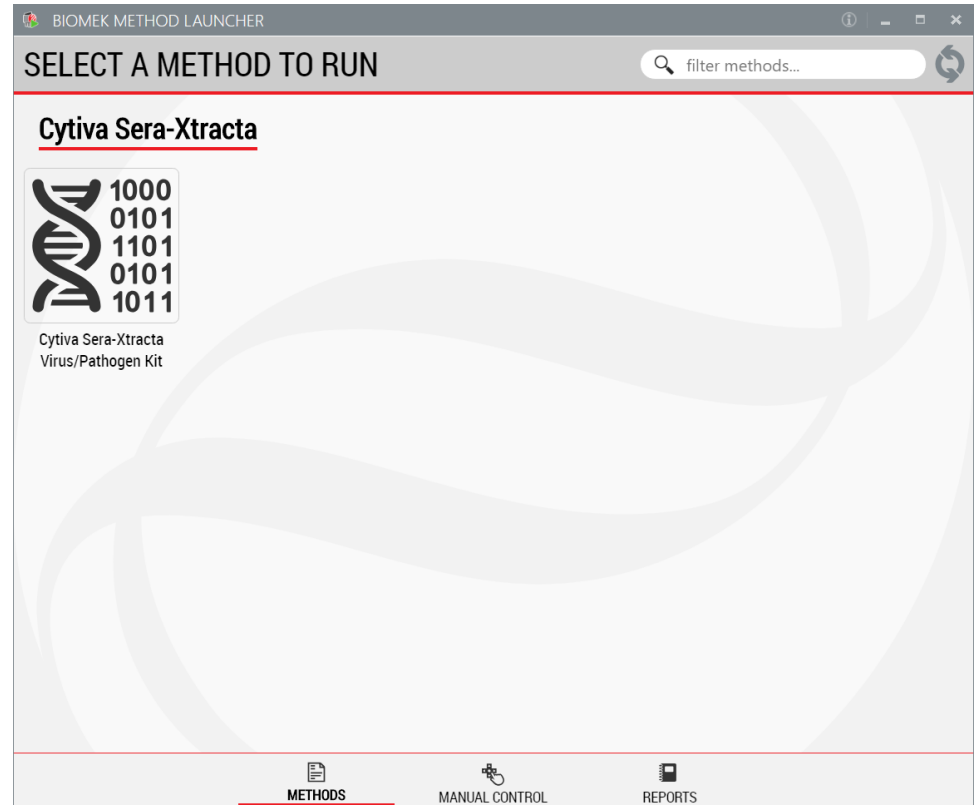 BIOMEK METHOD LAUNCHER
SELECT A METHOD TO RUN
filter methods...
Cytiva Sera-Xtracta
1000
0101
1101
0101
1011
Cytiva Sera-Xtracta
Virus/Pathogen Kit
METHODS
MANUAL CONTROL
REPORTS